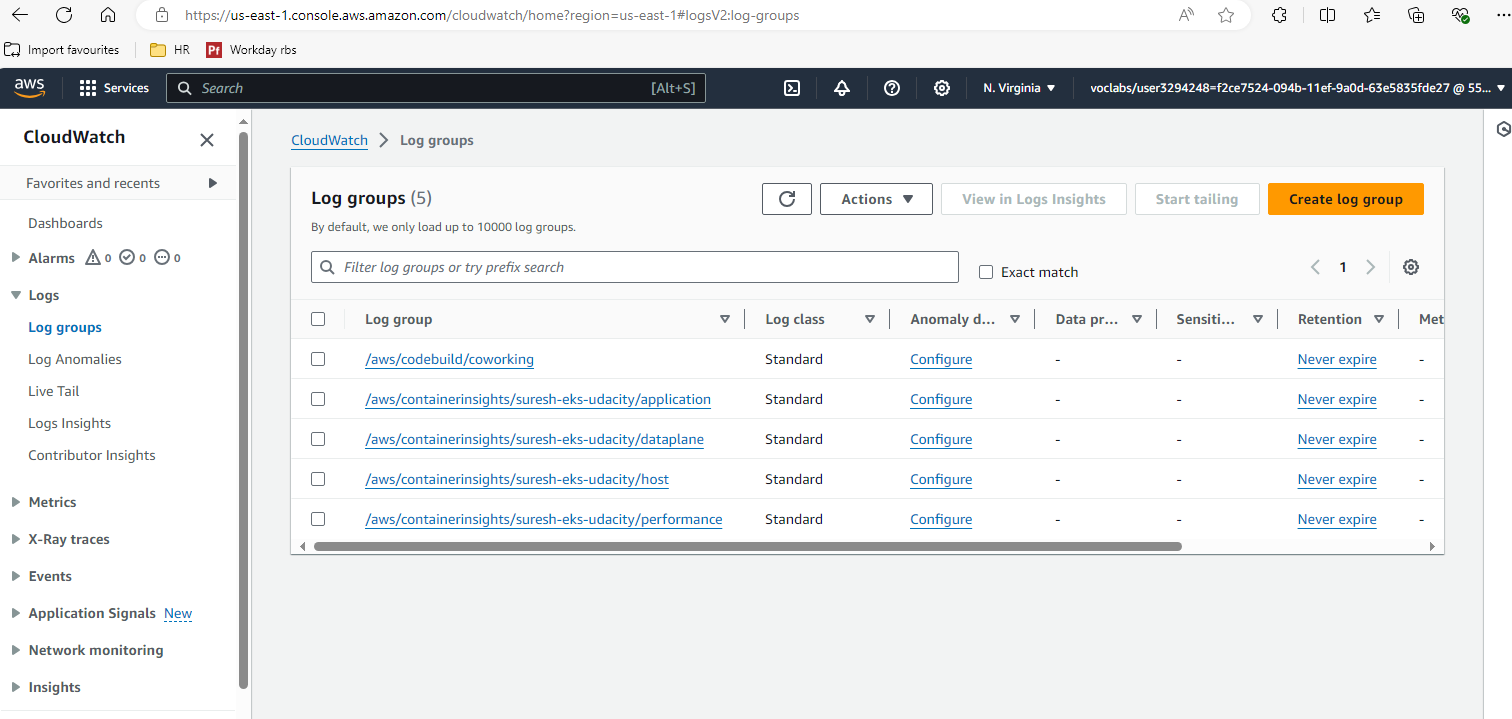 https://us-east-1.console.aws.amazon.com/cloudwatch/home?region=us-east-1#logsV2:log-groups
Import favourites HR Pf Workday rbs
aws Services Search [Alt+S] N. Virginia voclabs/user3294248=f2ce7524-094b-11ef-9a0d-63e5835fde27 @ 55...
CloudWatch
Favorites and recents
Dashboards
Alarms 0 0 0
Logs
Log groups
Log Anomalies
Live Tail
Logs Insights
Contributor Insights
Metrics
X-Ray traces
Events
Application Signals New
Network monitoring
Insights
CloudWatch > Log groups
Log groups (5)
Actions View in Logs Insights Start tailing Create log group
By default, we only load up to 10000 log groups.
Filter log groups or try prefix search Exact match 1
Log group Log class Anomaly d... Data pr... Sensiti... Retention Met
/aws/codebuild/coworking Standard Configure - - Never expire -
/aws/containerinsights/suresh-eks-udacity/application Standard Configure - - Never expire -
/aws/containerinsights/suresh-eks-udacity/dataplane Standard Configure - - Never expire -
/aws/containerinsights/suresh-eks-udacity/host Standard Configure - - Never expire -
/aws/containerinsights/suresh-eks-udacity/performance Standard Configure - - Never expire -